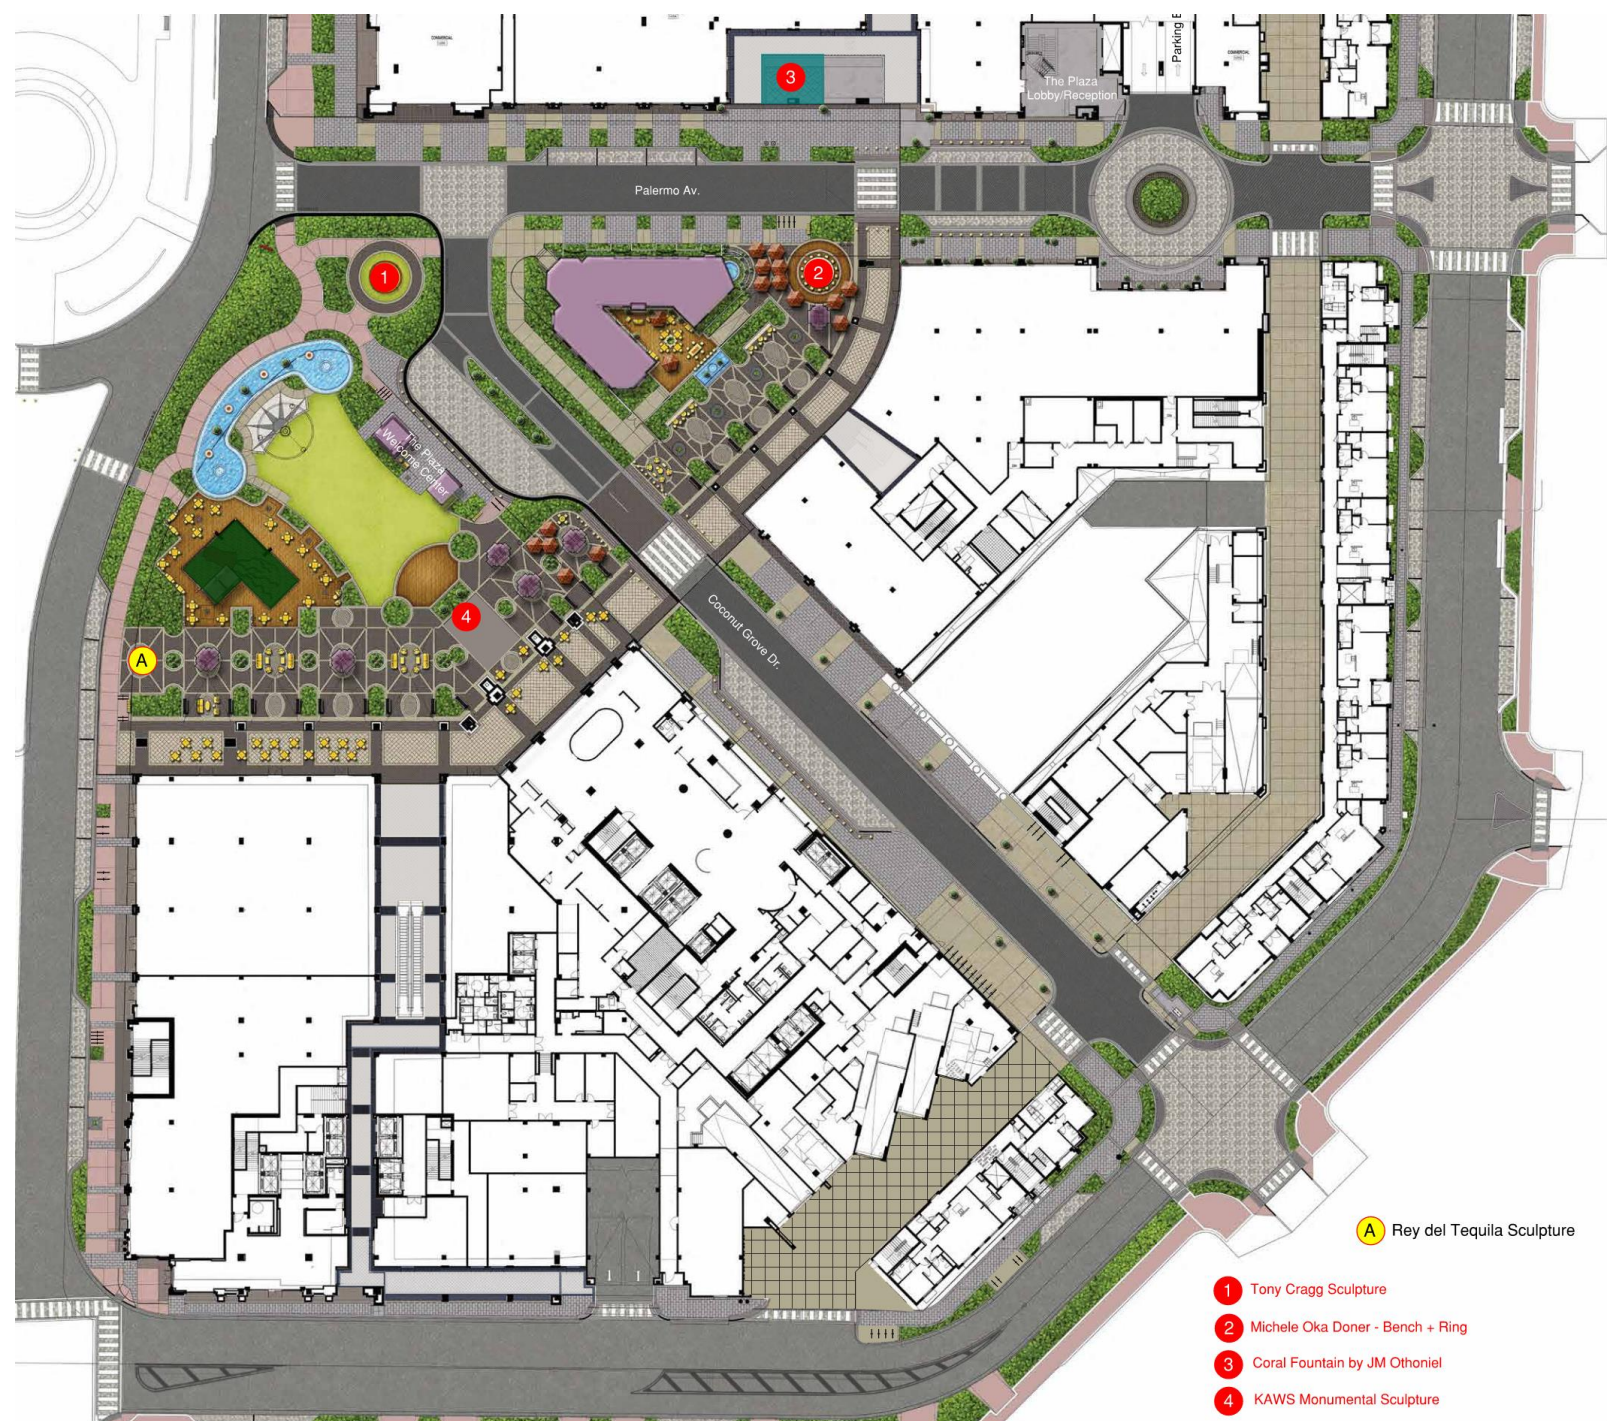 COMMERCIAL
Parking E
COMMERCIAL
3
The Plaza
Lobby/Reception
Palermo Av.
1
2
The Plaza
Welcome Center
4
Coconut Grove Dr.
A
A Rey del Tequila Sculpture
1 Tony Cragg Sculpture
2 Michele Oka Doner - Bench + Ring
3 Coral Fountain by JM Othoniel
4 KAWS Monumental Sculpture